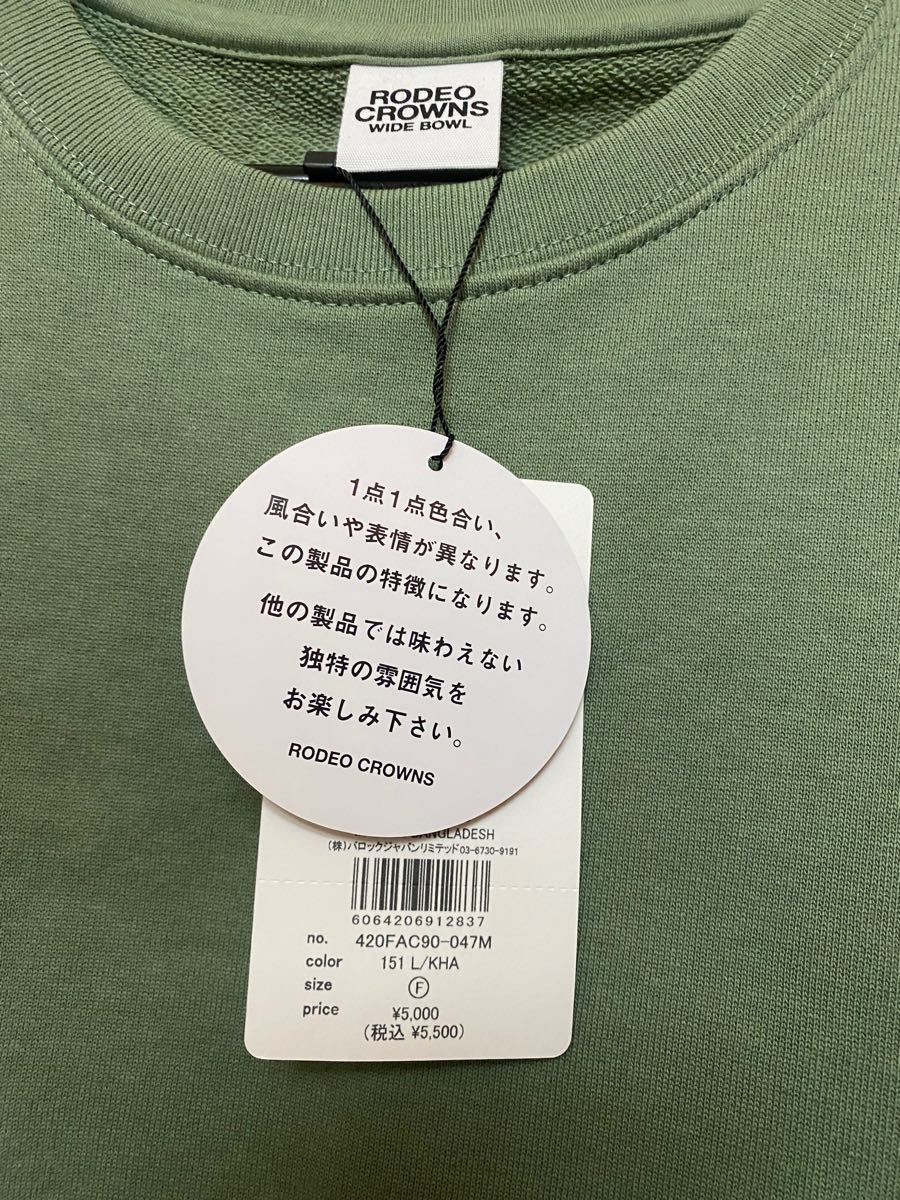 RODEO
CROWNS
WIDE BOWL
1点1点色合い、
風合いや表情が異なります。
この製品の特徴になります。
他の製品では味わえない
独特の雰囲気を
お楽しみ下さい。
RODEO CROWNS
BANGLADESH
(株)バロックジャパンリミテッド03-6730-9191
6064206912837
no. 420FAC90-047M
color 151 L/KHA
size Ⓕ
price ¥5,000
(税込 ¥5,500)